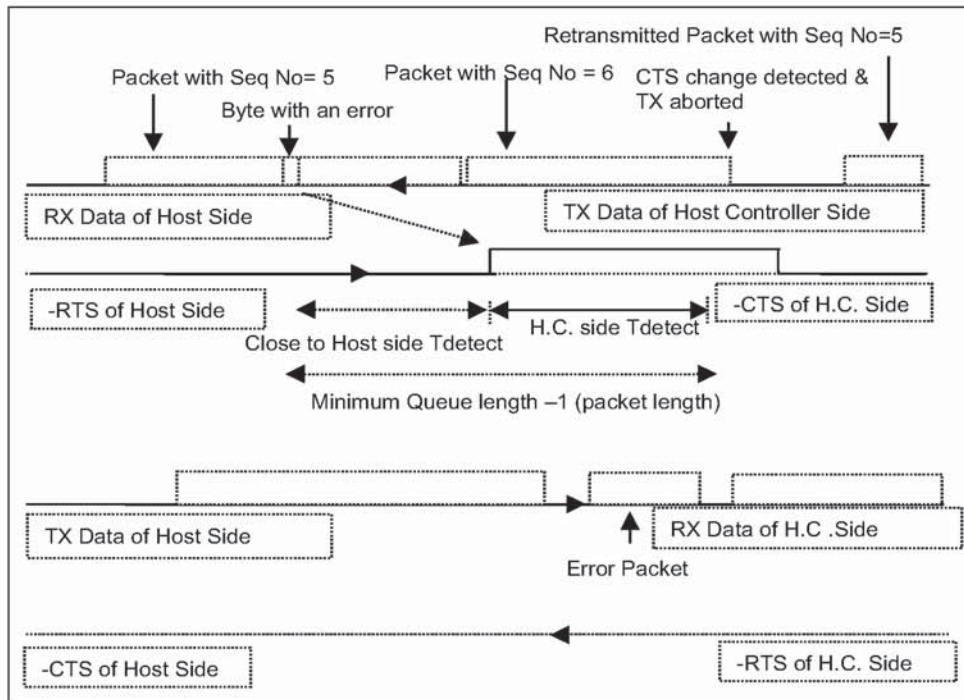 Retransmitted Packet with Seq No=5
Packet with Seq No= 5
Packet with Seq No = 6
CTS change detected &
TX aborted
Byte with an error
RX Data of Host Side
TX Data of Host Controller Side
-RTS of Host Side
-CTS of H.C. Side
Close to Host side Tdetect
H.C. side Tdetect
Minimum Queue length –1 (packet length)
TX Data of Host Side
RX Data of H.C .Side
Error Packet
-CTS of Host Side
-RTS of H.C. Side